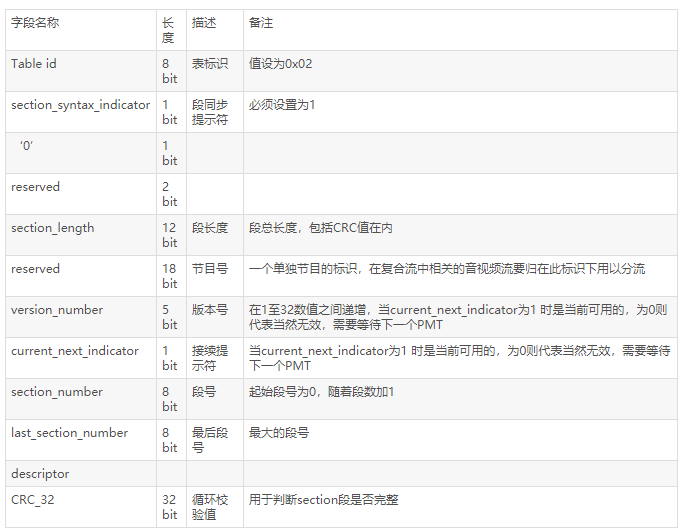 字段名称 长度 描述 备注
Table id 8 bit 表标识 值设为0x02
section_syntax_indicator 1 bit 段同步提示符 必须设置为1
‘0’ 1 bit
reserved 2 bit
section_length 12 bit 段长度 段总长度，包括CRC值在内
reserved 18 bit 节目号 一个单独节目的标识，在复合流中相关的音视频流要归在此标识下用以分流
version_number 5 bit 版本号 在1至32数值之间递增，当current_next_indicator为1 时是当前可用的，为0则代表当然无效，需要等待下一个PMT
current_next_indicator 1 bit 接续提示符 当current_next_indicator为1 时是当前可用的，为0则代表当然无效，需要等待下一个PMT
section_number 8 bit 段号 起始段号为0，随着段数加1
last_section_number 8 bit 最后段号 最大的段号
descriptor
CRC_32 32 bit 循环校验值 用于判断section段是否完整